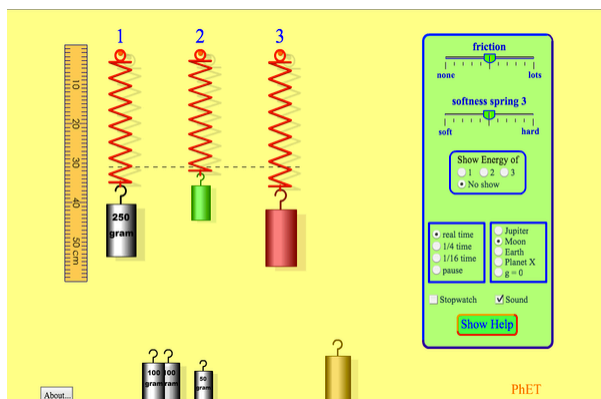 1 2 3
10
20
30
40
50 cm
250
gram
100
gram
100
gram
50
gram
About...
friction
none lots
softness spring 3
soft hard
Show Energy of
1 2 3
No show
real time
1/4 time
1/16 time
pause
Jupiter
Moon
Earth
Planet X
g = 0
Stopwatch
Sound
Show Help
PhET